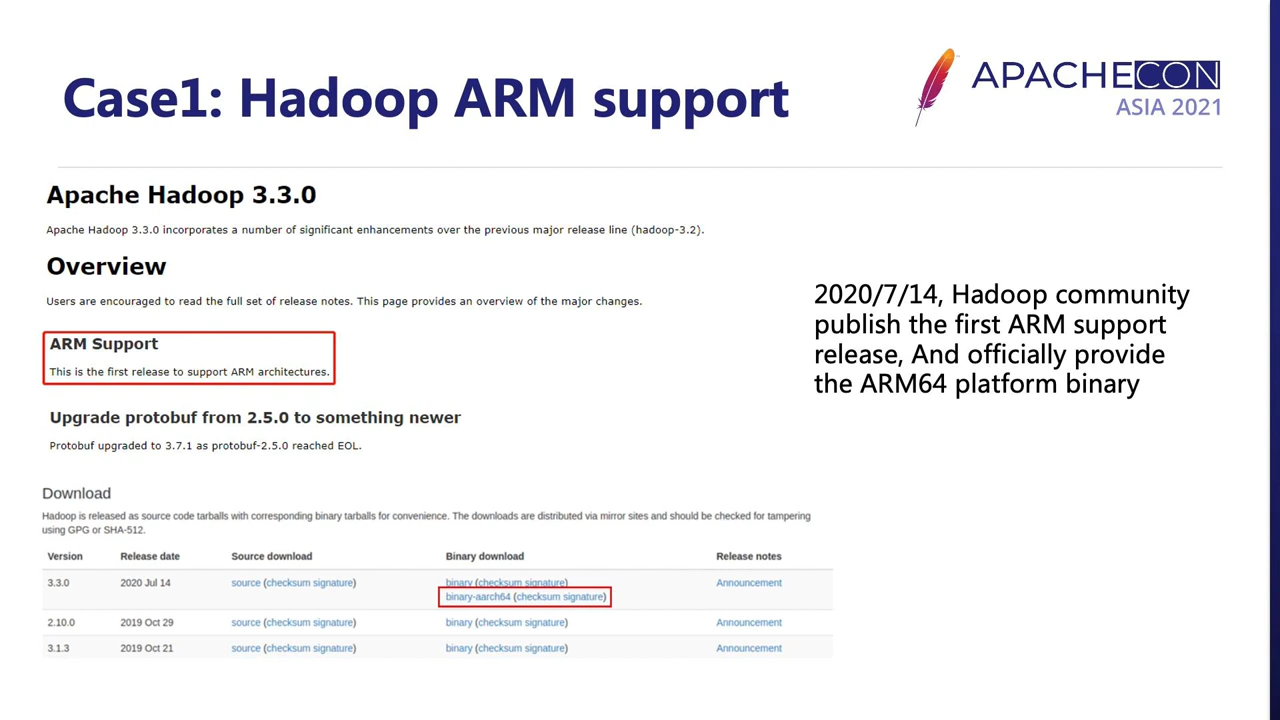 Case1: Hadoop ARM support
APACHECON
ASIA 2021
Apache Hadoop 3.3.0
Apache Hadoop 3.3.0 incorporates a number of significant enhancements over the previous major release line (hadoop-3.2).
Overview
Users are encouraged to read the full set of release notes. This page provides an overview of the major changes.
ARM Support
This is the first release to support ARM architectures.
Upgrade protobuf from 2.5.0 to something newer
Protobuf upgraded to 3.7.1 as protobuf-2.5.0 reached EOL.
2020/7/14, Hadoop community
publish the first ARM support
release, And officially provide
the ARM64 platform binary
Download
Hadoop is released as source code tarballs with corresponding binary tarballs for convenience. The downloads are distributed via mirror sites and should be checked for tampering
using GPG or SHA-512.
Version Release date Source download Binary download Release notes
3.3.0 2020 Jul 14 source (checksum signature) binary (checksum signature) Announcement
binary-aarch64 (checksum signature)
2.10.0 2019 Oct 29 source (checksum signature) binary (checksum signature) Announcement
3.1.3 2019 Oct 21 source (checksum signature) binary (checksum signature) Announcement